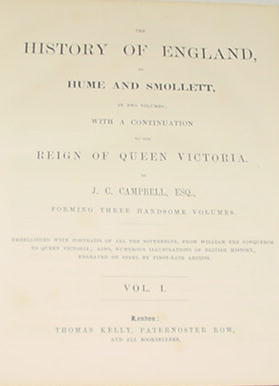 THE
HISTORY OF ENGLAND,
BY
HUME AND SMOLLETT,
IN TWO VOLUMES;
WITH A CONTINUATION
TO THE
REIGN OF QUEEN VICTORIA.
BY
J. C. CAMPBELL, ESQ.,
FORMING THREE HANDSOME VOLUMES.
EMBELLISHED WITH PORTRAITS OF ALL THE SOVEREIGNS, FROM WILLIAM THE CONQUEROR
TO QUEEN VICTORIA; ALSO, NUMEROUS ILLUSTRATIONS OF BRITISH HISTORY,
ENGRAVED ON STEEL BY FIRST-RATE ARTISTS.
VOL. I.
London:
THOMAS KELLY, PATERNOSTER ROW,
AND ALL BOOKSELLERS.